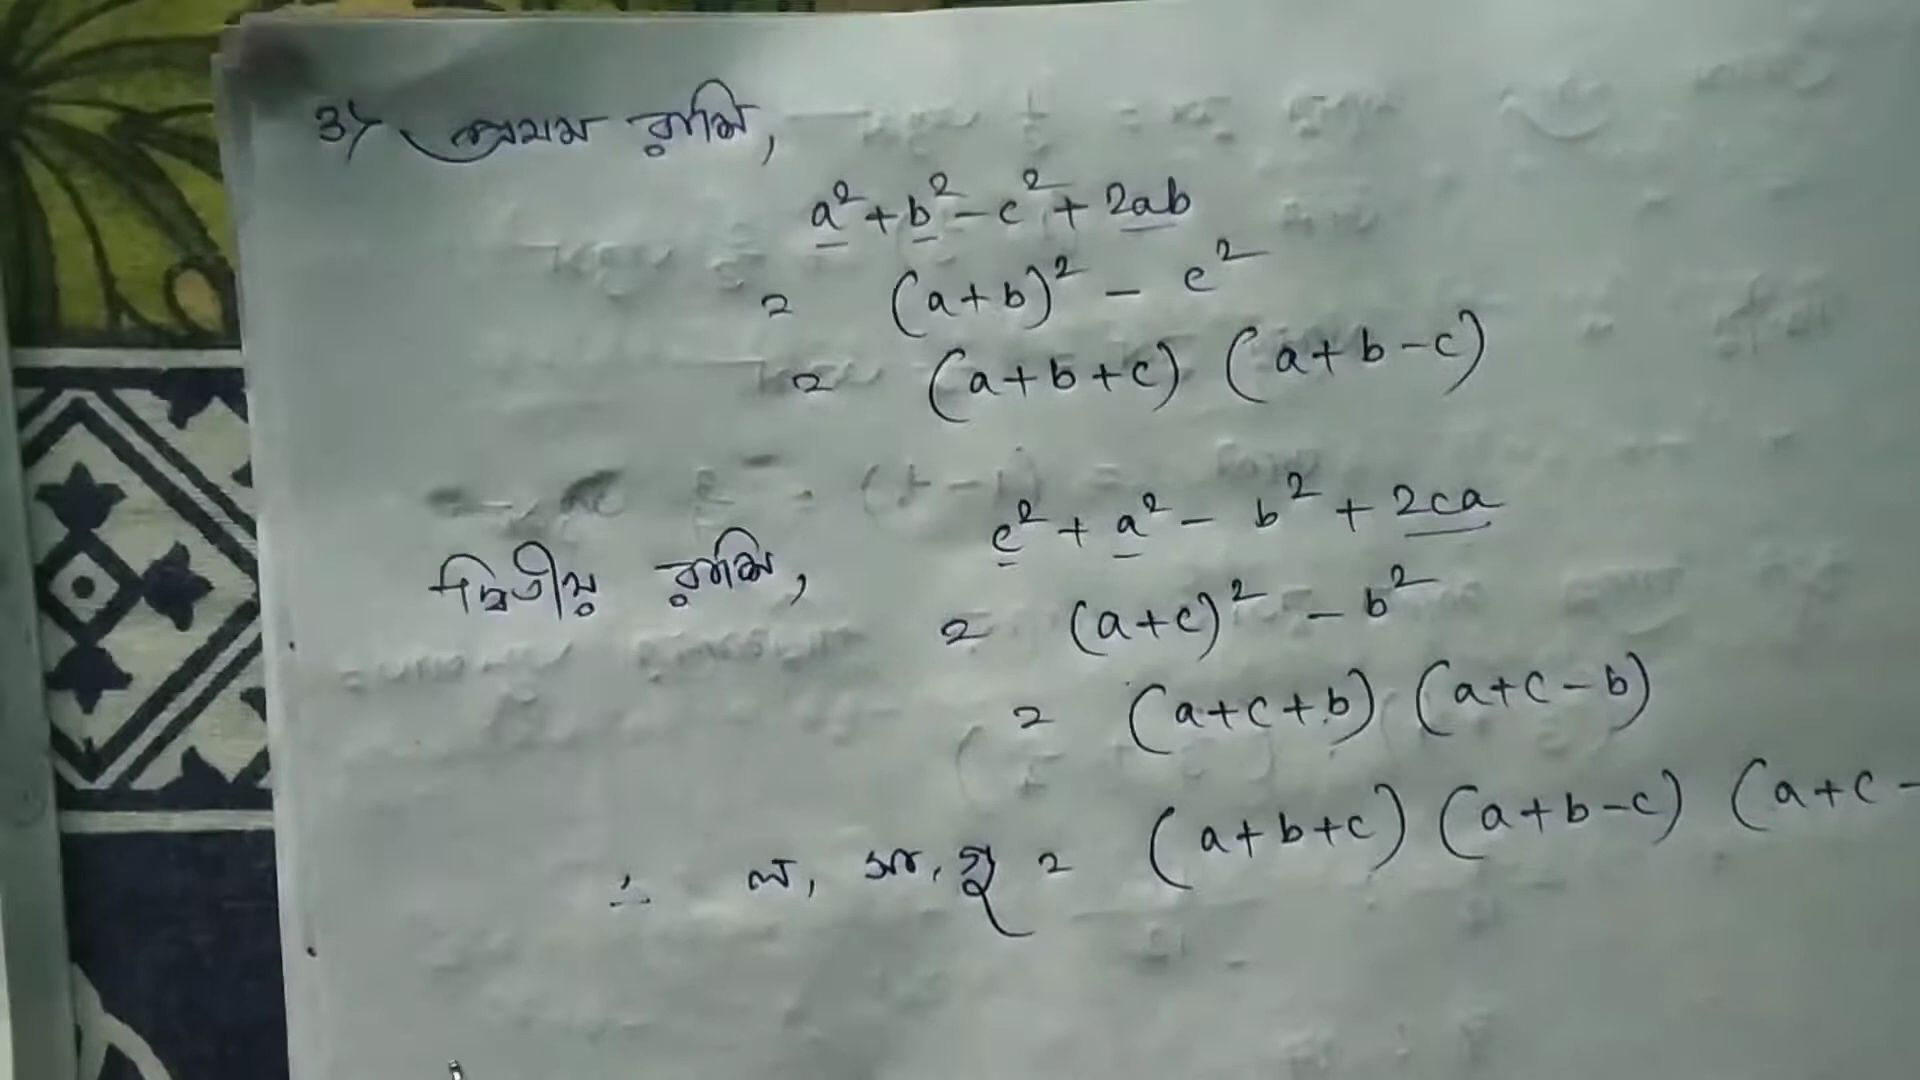 3) প্রথম রাশি,
a² + b² - c² + 2ab
= (a+b)² - c²
= (a+b+c) (a+b-c)
দ্বিতীয় রাশি, c² + a² - b² + 2ca
= (a+c)² - b²
= (a+c+b) (a+c-b)
∴ ল, সা, গু = (a+b+c) (a+b-c) (a+c-